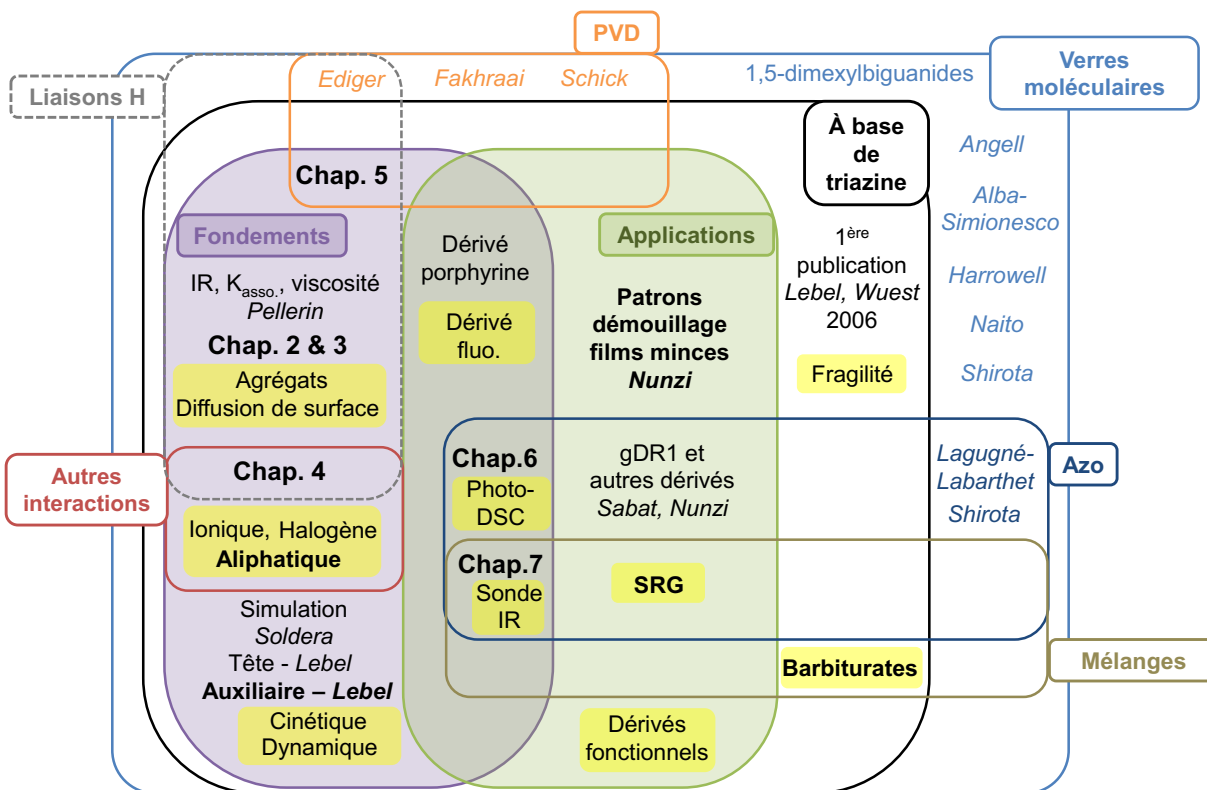 PVD
Liaisons H
Ediger Fakhraai Schick
1,5-dimexylbiguanides
Verres
moléculaires
À base
de
triazine
Angell
Alba-
Simionesco
Harrowell
Naito
Shirota
Chap. 5
Fondements
IR, Kasso., viscosité
Pellerin
Chap. 2 & 3
Agrégats
Diffusion de surface
Dérivé
porphyrine
Dérivé
fluo.
Applications
Patrons
démouillage
films minces
Nunzi
1ère
publication
Lebel, Wuest
2006
Fragilité
Autres
interactions
Chap. 4
Ionique, Halogène
Aliphatique
Chap.6
Photo-
DSC
gDR1 et
autres dérivés
Sabat, Nunzi
Lagugné-
Labarthet
Shirota
Azo
Chap.7
Sonde
IR
SRG
Simulation
Soldera
Tête - Lebel
Auxiliaire – Lebel
Cinétique
Dynamique
Barbiturates
Mélanges
Dérivés
fonctionnels